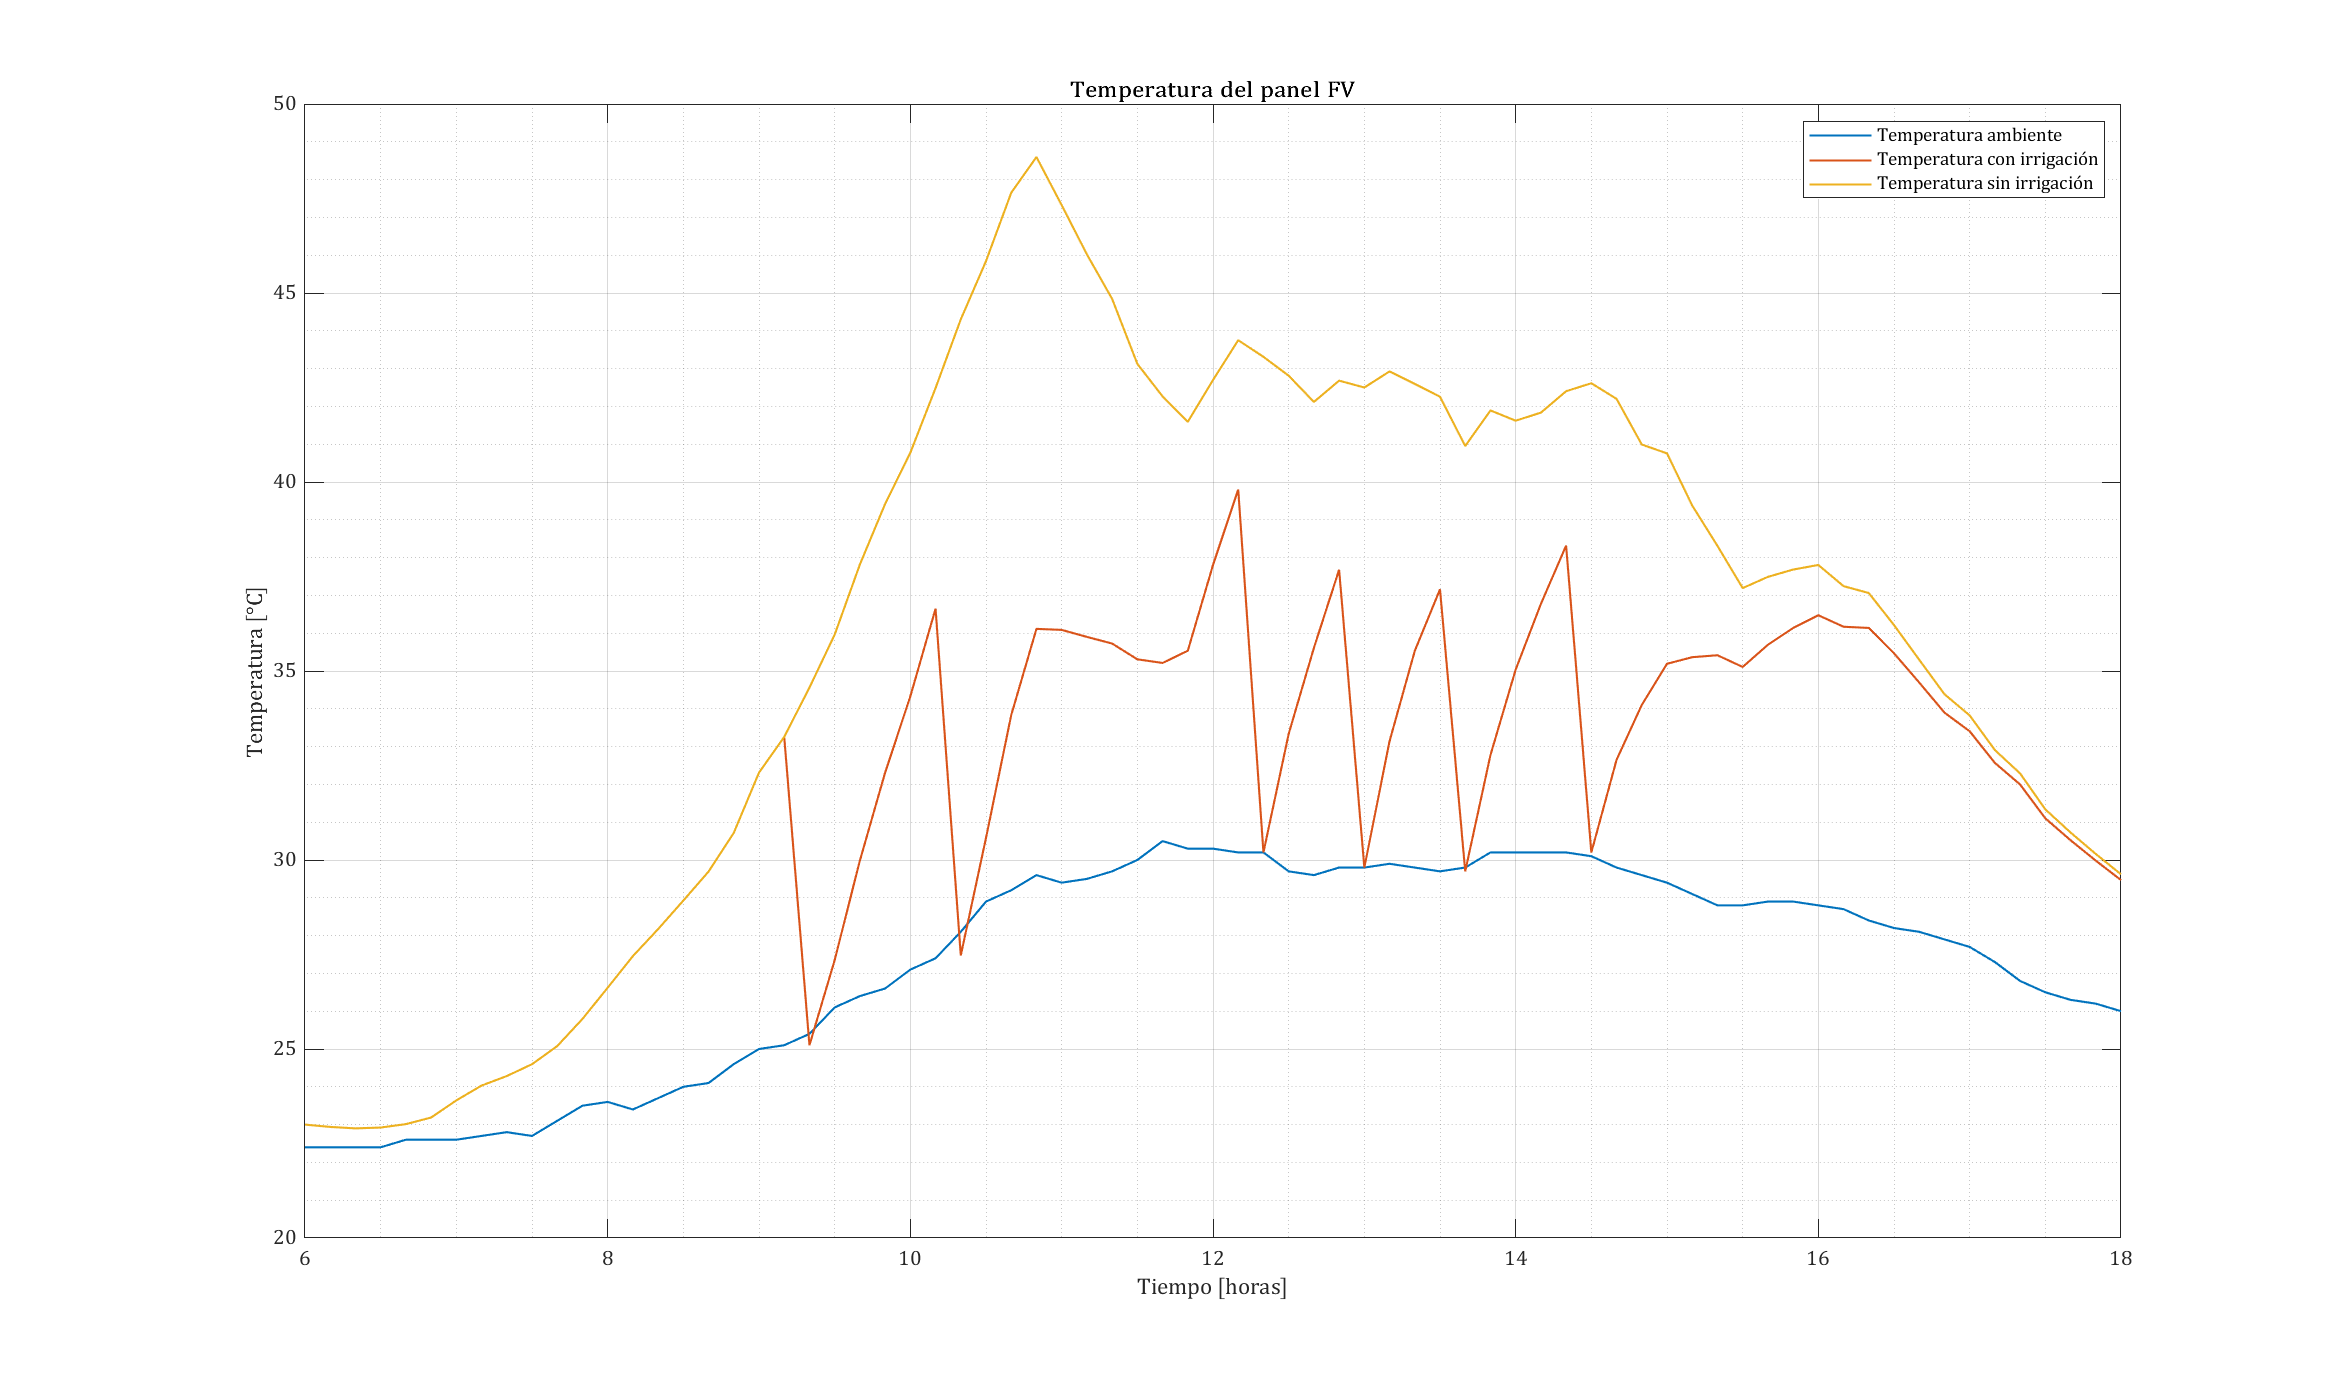 Temperatura del panel FV
Temperatura ambiente
Temperatura con irrigación
Temperatura sin irrigación
50
45
40
35
30
25
20
Temperatura [°C]
6 8 10 12 14 16 18
Tiempo [horas]